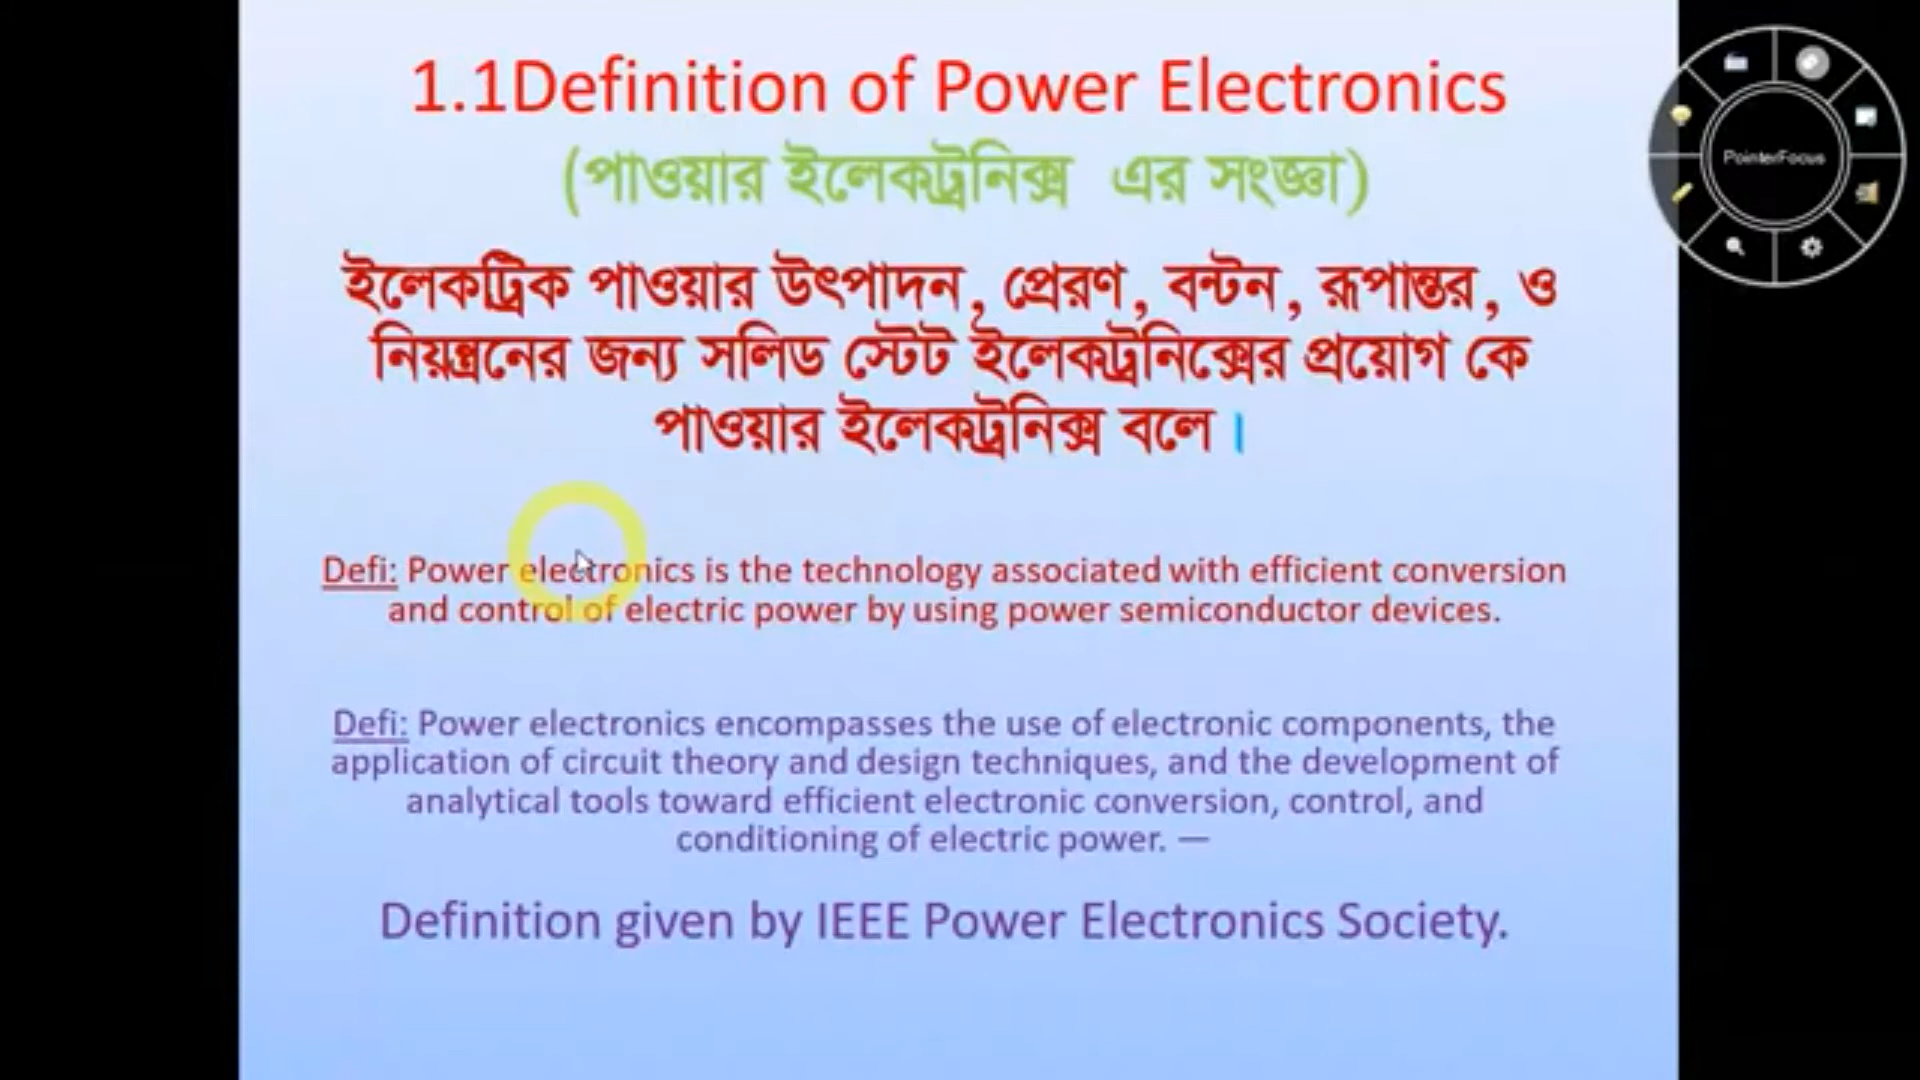 1.1Definition of Power Electronics
(পাওয়ার ইলেকট্রনিক্স এর সংজ্ঞা)
ইলেকট্রিক পাওয়ার উৎপাদন, প্রেরণ, বন্টন, রূপান্তর, ও
নিয়ন্ত্রনের জন্য সলিড স্টেট ইলেকট্রনিক্সের প্রয়োগ কে
পাওয়ার ইলেকট্রনিক্স বলে।
Defi: Power electronics is the technology associated with efficient conversion
and control of electric power by using power semiconductor devices.
Defi: Power electronics encompasses the use of electronic components, the
application of circuit theory and design techniques, and the development of
analytical tools toward efficient electronic conversion, control, and
conditioning of electric power. —
Definition given by IEEE Power Electronics Society.
PointerFocus